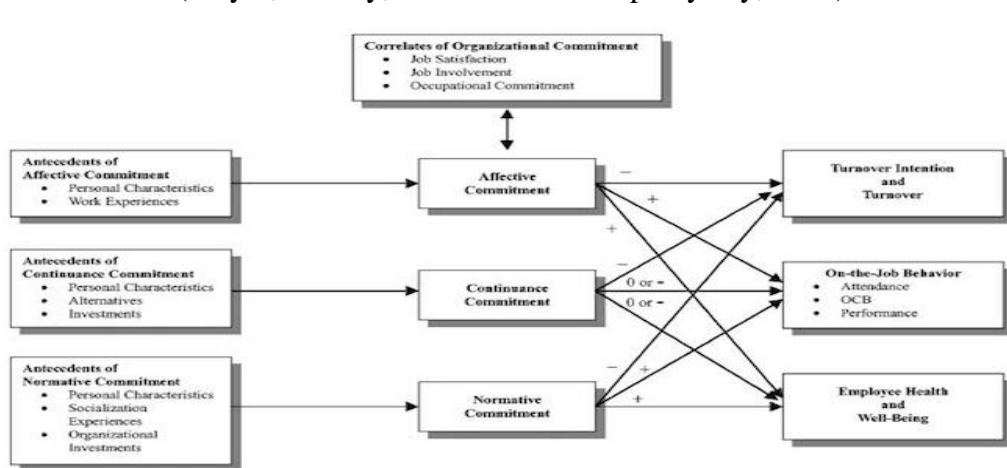 Correlates of Organizational Commitment
• Job Satisfaction
• Job Involvement
• Occupational Commitment
Antecedents of
Affective Commitment
• Personal Characteristics
• Work Experiences
Affective
Commitment
Turnover Intention
and
Turnover
−
+
+
Antecedents of
Continuance Commitment
• Personal Characteristics
• Alternatives
• Investments
Continuance
Commitment
−
0 or -
0 or -
On-the-Job Behavior
• Attendance
• OCB
• Performance
Antecedents of
Normative Commitment
• Personal Characteristics
• Socialization
Experiences
• Organizational
Investments
Normative
Commitment
−
+
+
Employee Health
and
Well-Being